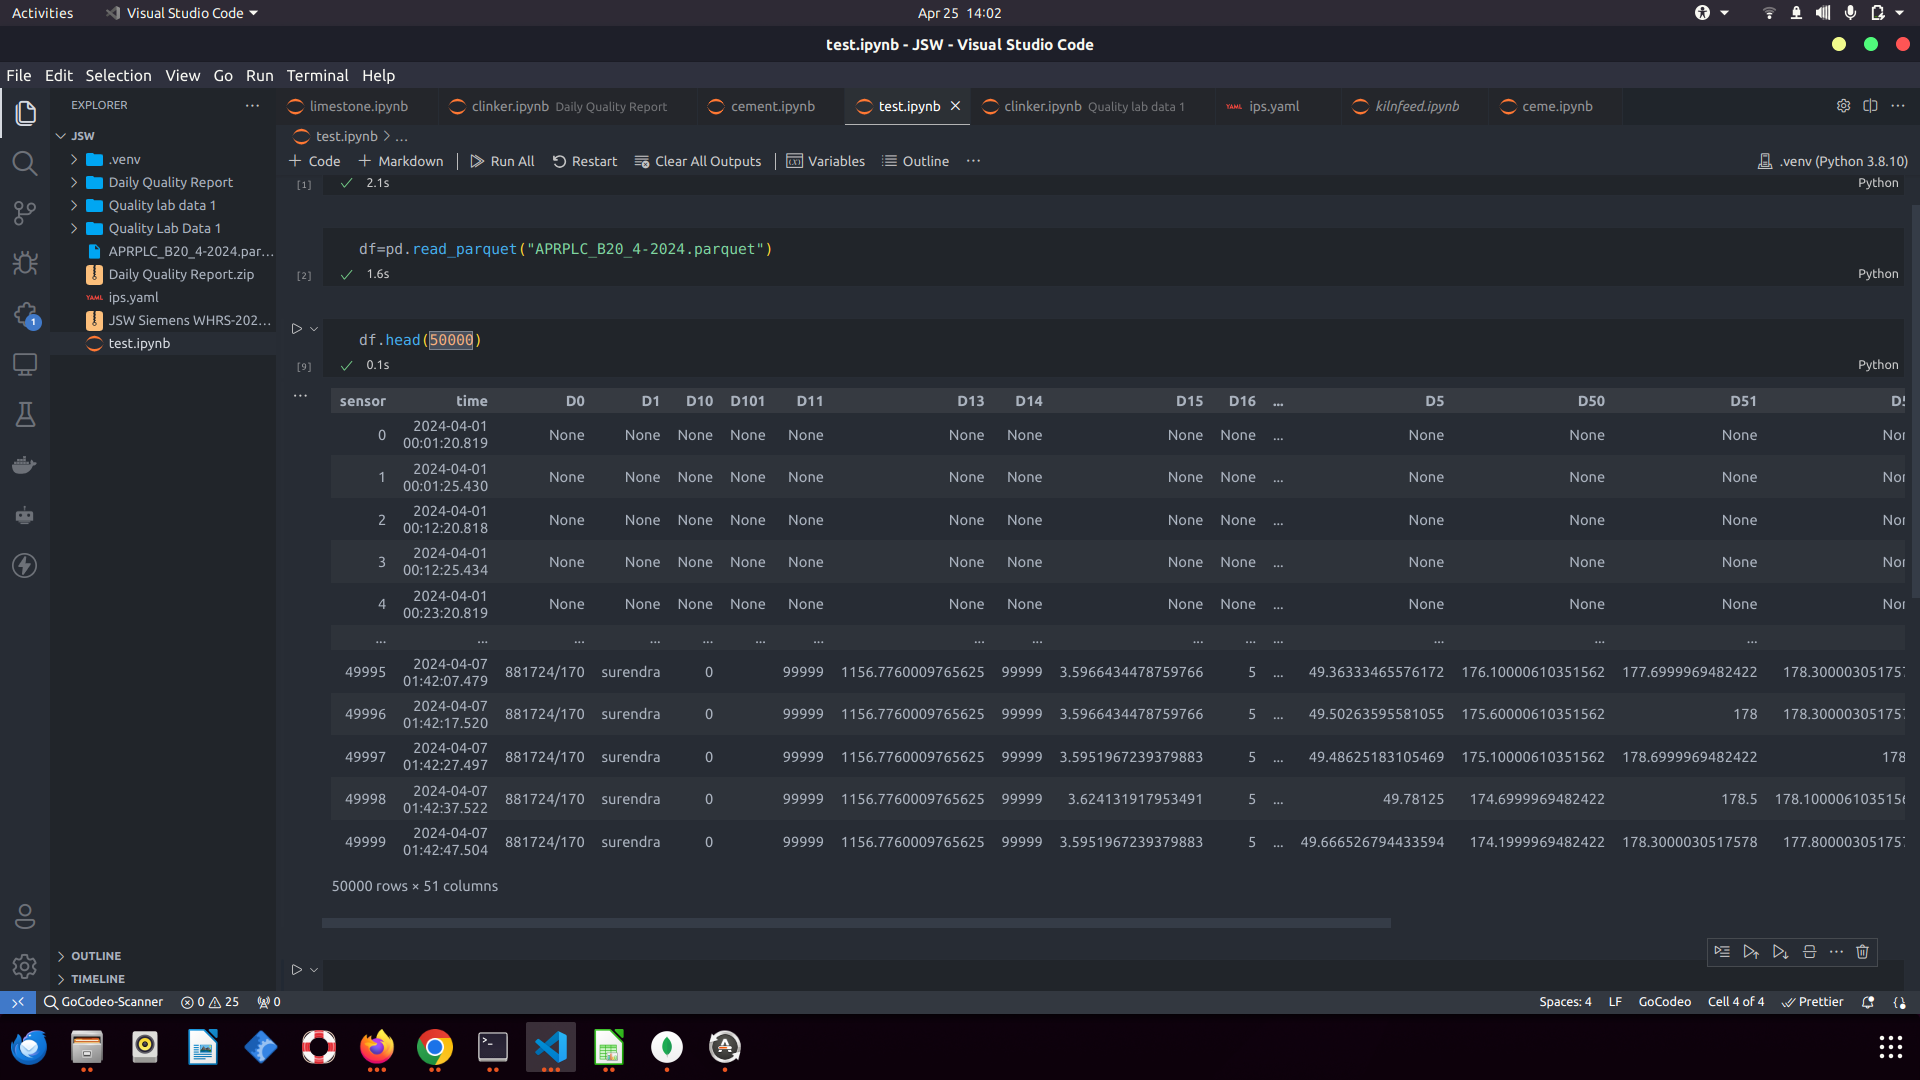 Activities Visual Studio Code Apr 25 14:02
test.ipynb - JSW - Visual Studio Code
File Edit Selection View Go Run Terminal Help
EXPLORER ...
limestone.ipynb clinker.ipynb Daily Quality Report cement.ipynb test.ipynb clinker.ipynb Quality lab data 1 YAML ips.yaml kilnfeed.ipynb ceme.ipynb ...
JSW
.venv
Daily Quality Report
Quality lab data 1
Quality Lab Data 1
APRPLC_B20_4-2024.par...
Daily Quality Report.zip
YAML ips.yaml
JSW Siemens WHRS-202...
test.ipynb
1
OUTLINE
TIMELINE
test.ipynb > ...
+ Code + Markdown Run All Restart Clear All Outputs Variables Outline ... .venv (Python 3.8.10)
[1] 2.1s Python
df=pd.read_parquet("APRPLC_B20_4-2024.parquet")
[2] 1.6s Python
df.head(50000)
[9] 0.1s Python
...
sensor time D0 D1 D10 D101 D11 D13 D14 D15 D16 ... D5 D50 D51
0 2024-04-01 00:01:20.819 None None None None None None None None None ... None None None
1 2024-04-01 00:01:25.430 None None None None None None None None None ... None None None
2 2024-04-01 00:12:20.818 None None None None None None None None None ... None None None
3 2024-04-01 00:12:25.434 None None None None None None None None None ... None None None
4 2024-04-01 00:23:20.819 None None None None None None None None None ... None None None
... ... ... ... ... ... ... ... ... ... ... ... ... ... ...
49995 2024-04-07 01:42:07.479 881724/170 surendra 0 99999 1156.7760009765625 99999 3.5966434478759766 5 ... 49.36333465576172 176.10000610351562 177.6999969482422 178.300003051757
49996 2024-04-07 01:42:17.520 881724/170 surendra 0 99999 1156.7760009765625 99999 3.5966434478759766 5 ... 49.50263595581055 175.60000610351562 178 178.300003051757
49997 2024-04-07 01:42:27.497 881724/170 surendra 0 99999 1156.7760009765625 99999 3.5951967239379883 5 ... 49.48625183105469 175.10000610351562 178.6999969482422 178
49998 2024-04-07 01:42:37.522 881724/170 surendra 0 99999 1156.7760009765625 99999 3.624131917953491 5 ... 49.78125 174.6999969482422 178.5 178.1000061035156
49999 2024-04-07 01:42:47.504 881724/170 surendra 0 99999 1156.7760009765625 99999 3.5951967239379883 5 ... 49.666526794433594 174.1999969482422 178.3000030517578 177.800003051757
50000 rows × 51 columns
GoCodeo-Scanner 0 25 0 Spaces: 4 LF GoCodeo Cell 4 of 4 Prettier